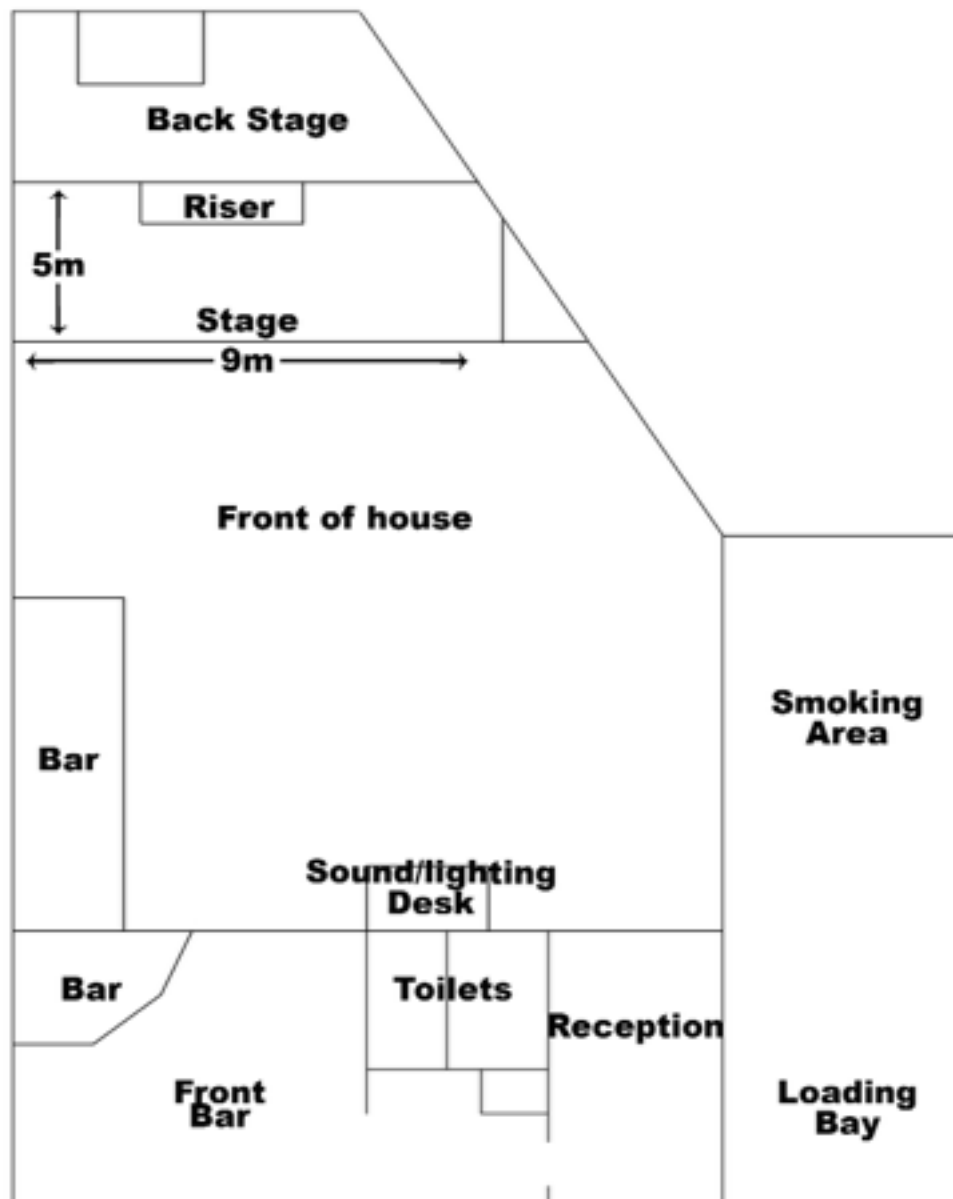 Back Stage
Riser
5m
Stage
9m
Front of house
Smoking
Area
Bar
Sound/lighting
Desk
Bar
Toilets
Reception
Front
Bar
Loading
Bay